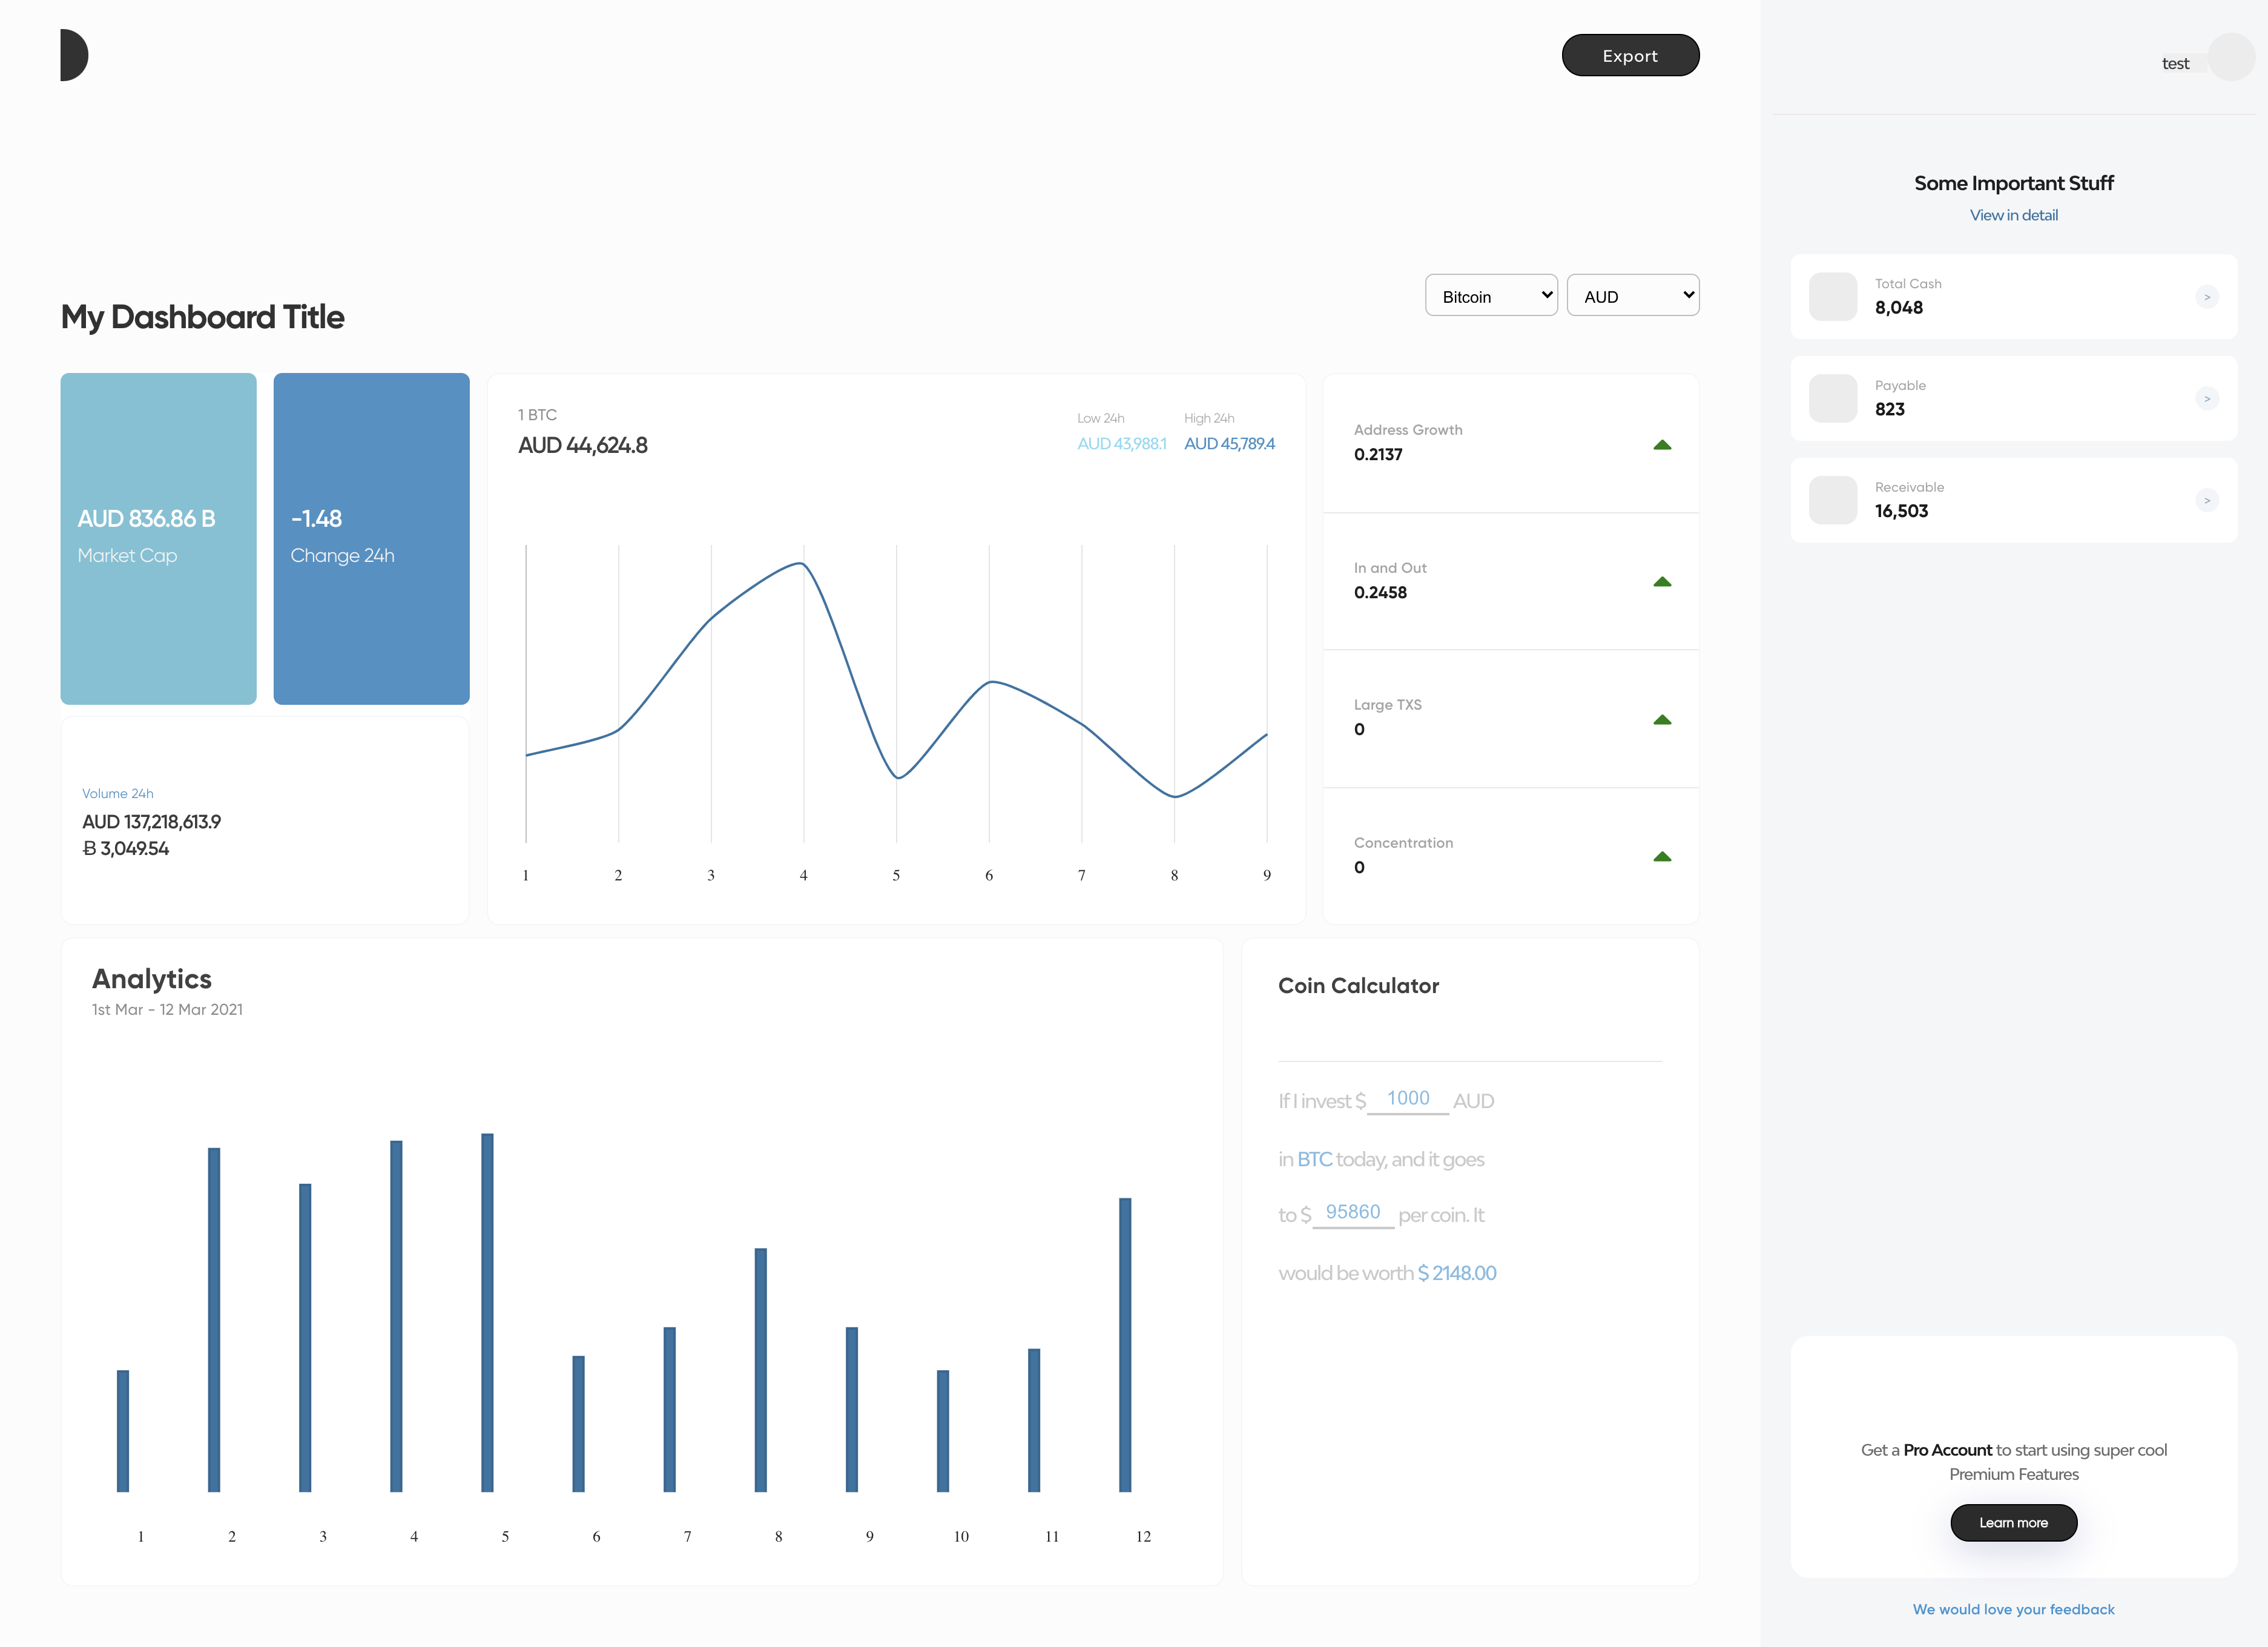 Export
test
Some Important Stuff
View in detail
Total Cash
8,048
>
Payable
823
>
Receivable
16,503
>
My Dashboard Title
Bitcoin
AUD
AUD 836.86 B
Market Cap
-1.48
Change 24h
Volume 24h
AUD 137,218,613.9
Ƀ 3,049.54
1 BTC
AUD 44,624.8
Low 24h
AUD 43,988.1
High 24h
AUD 45,789.4
1 2 3 4 5 6 7 8 9
Address Growth
0.2137
In and Out
0.2458
Large TXS
0
Concentration
0
Analytics
1st Mar - 12 Mar 2021
1 2 3 4 5 6 7 8 9 10 11 12
Coin Calculator
If I invest $ 1000 AUD
in BTC today, and it goes
to $ 95860 per coin. It
would be worth $ 2148.00
Get a Pro Account to start using super cool
Premium Features
Learn more
We would love your feedback